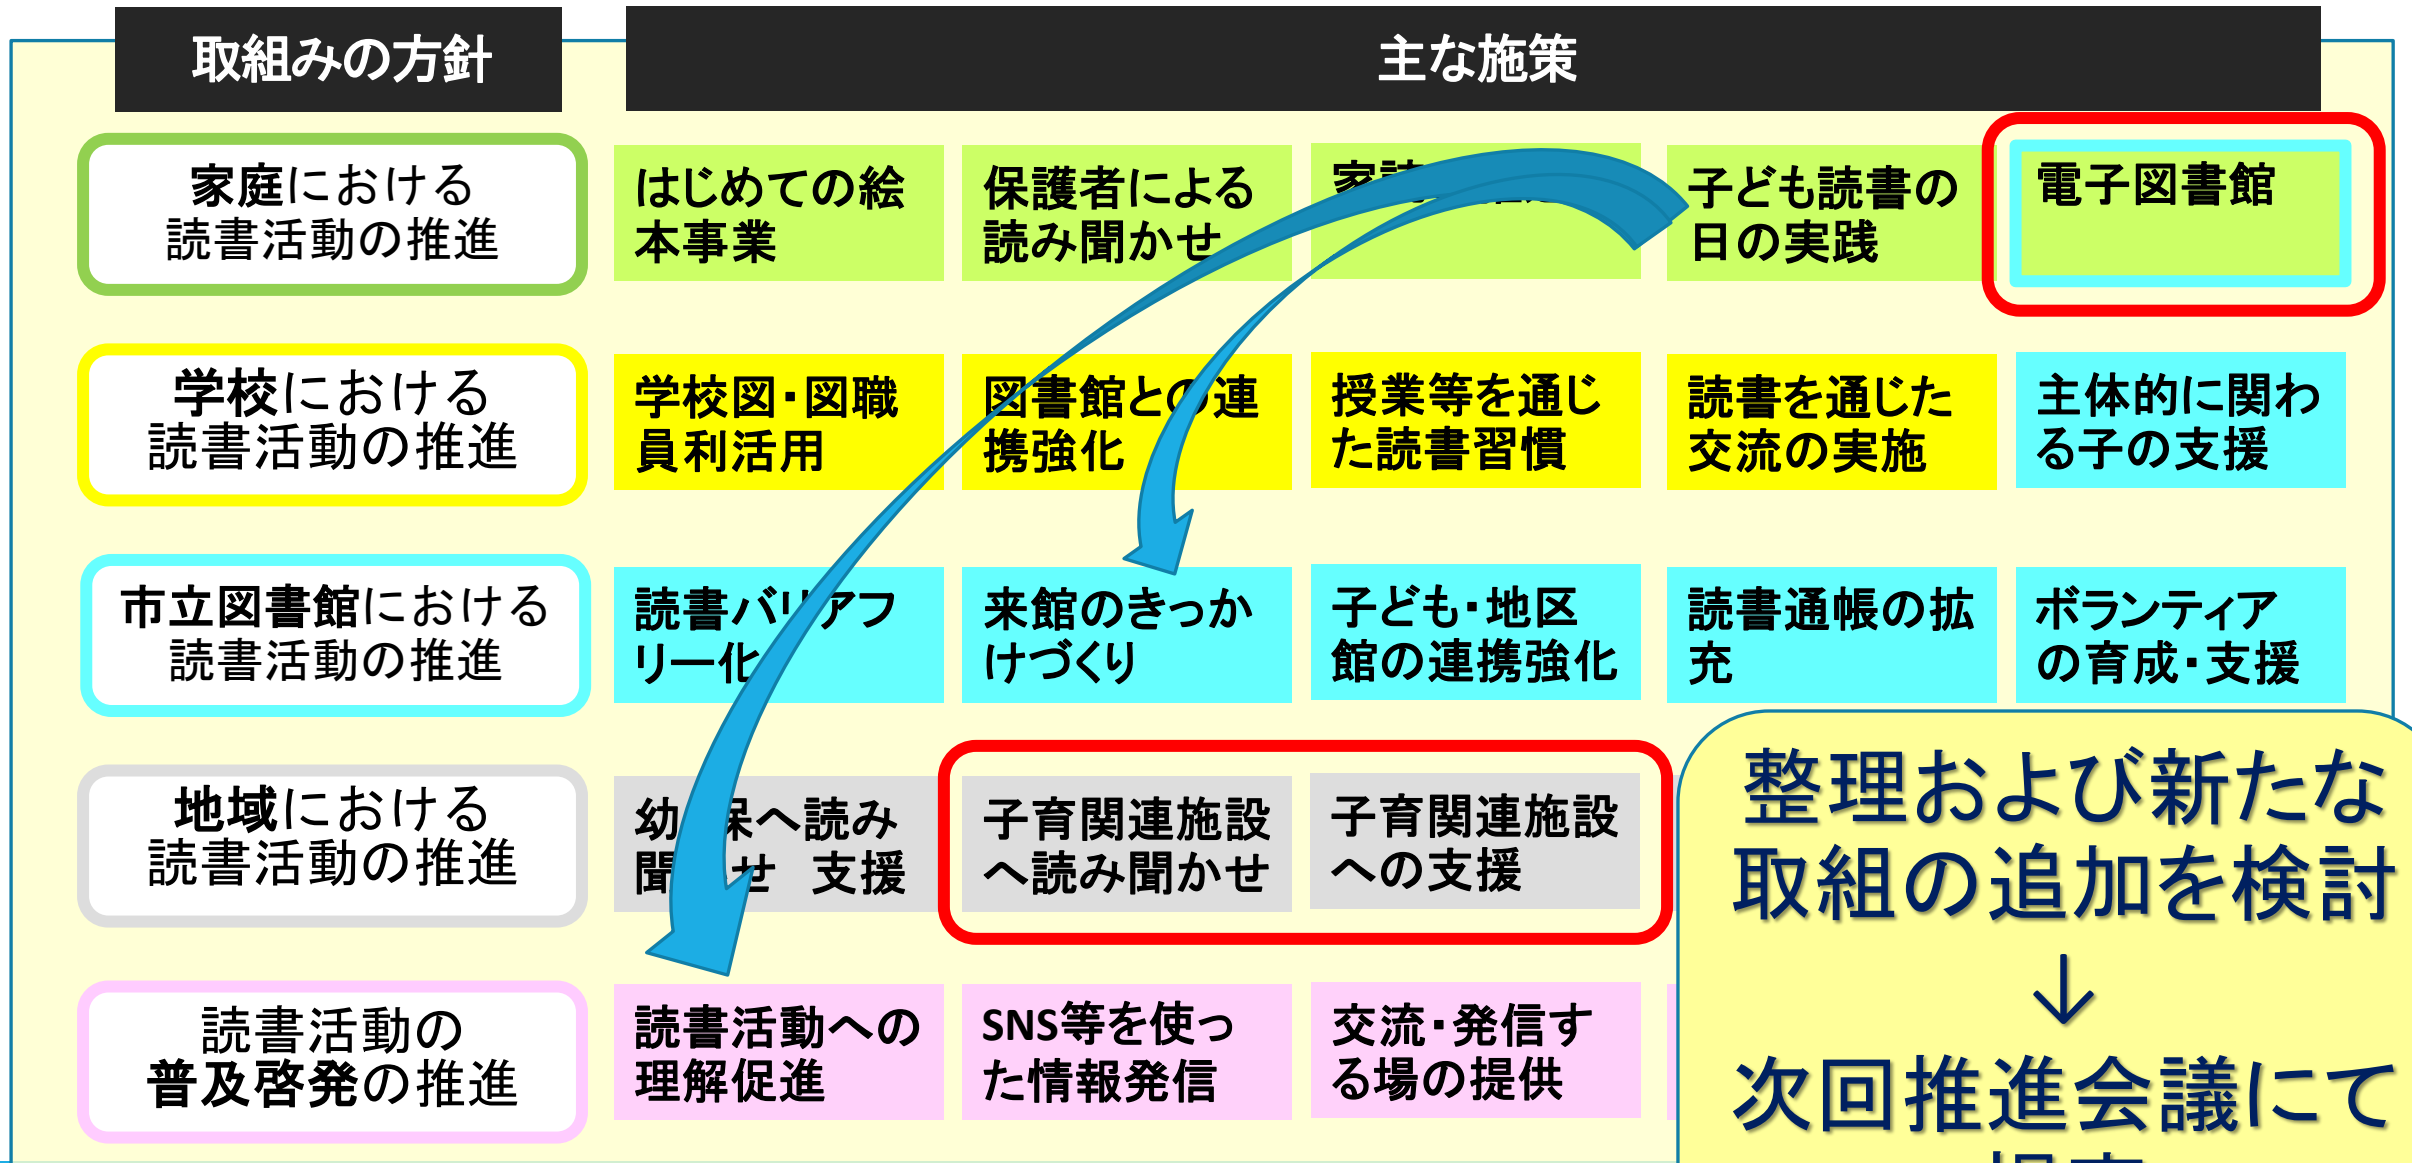 取組みの方針
主な施策
家庭における
読書活動の推進
はじめての絵
本事業
保護者による
読み聞かせ
子ども読書の
日の実践
電子図書館
学校における
読書活動の推進
学校図・図職
員利活用
図書館との連
携強化
授業等を通じ
た読書習慣
読書を通じた
交流の実施
主体的に関わ
る子の支援
市立図書館における
読書活動の推進
読書バリアフ
リー化
来館のきっか
けづくり
子ども・地区
館の連携強化
読書通帳の拡
充
ボランティア
の育成・支援
地域における
読書活動の推進
幼 保へ読み
聞 せ 支援
子育関連施設
へ読み聞かせ
子育関連施設
への支援
読書活動の
普及啓発の推進
読書活動への
理解促進
SNS等を使っ
た情報発信
交流・発信す
る場の提供
整理および新たな
取組の追加を検討
↓
次回推進会議にて